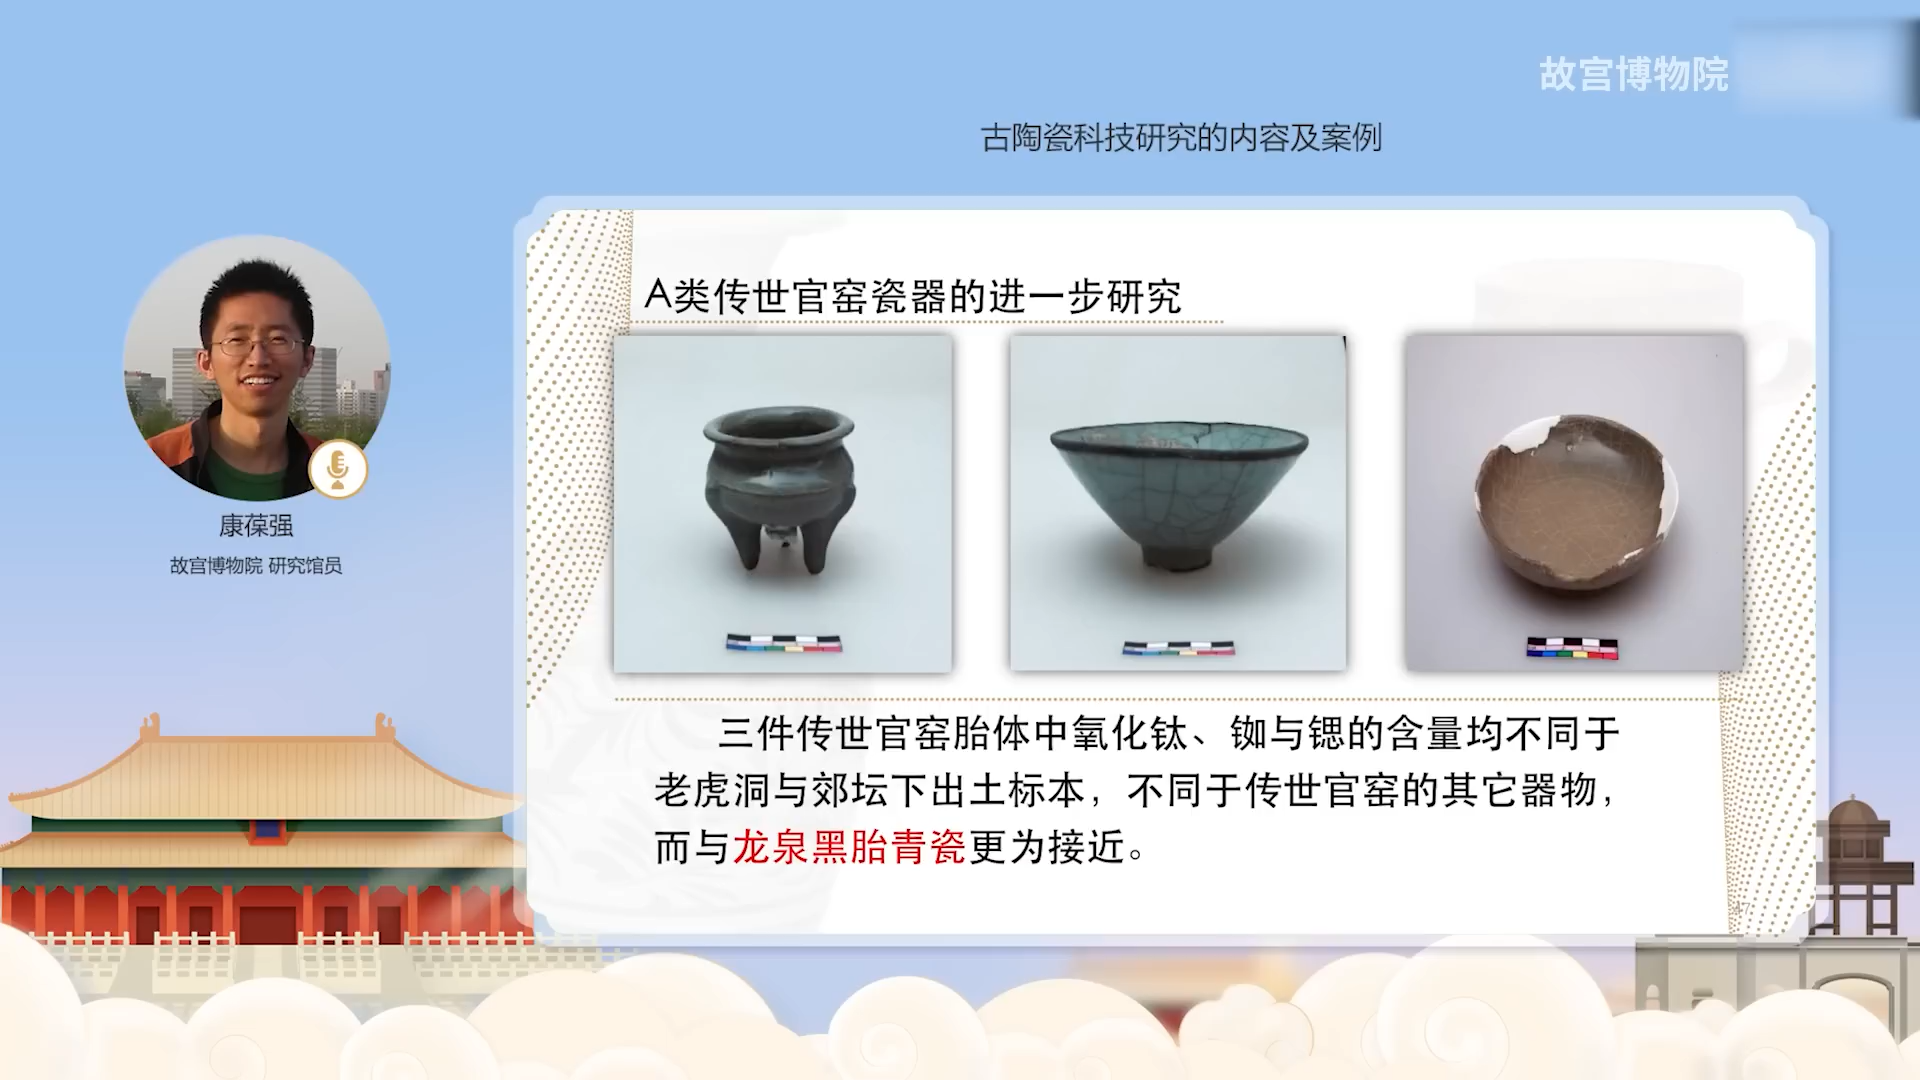 故宫博物院
古陶瓷科技研究的内容及案例
康葆强
故宫博物院 研究馆员
A类传世官窑瓷器的进一步研究
三件传世官窑胎体中氧化钛、铷与锶的含量均不同于
老虎洞与郊坛下出土标本，不同于传世官窑的其它器物，
而与龙泉黑胎青瓷更为接近。